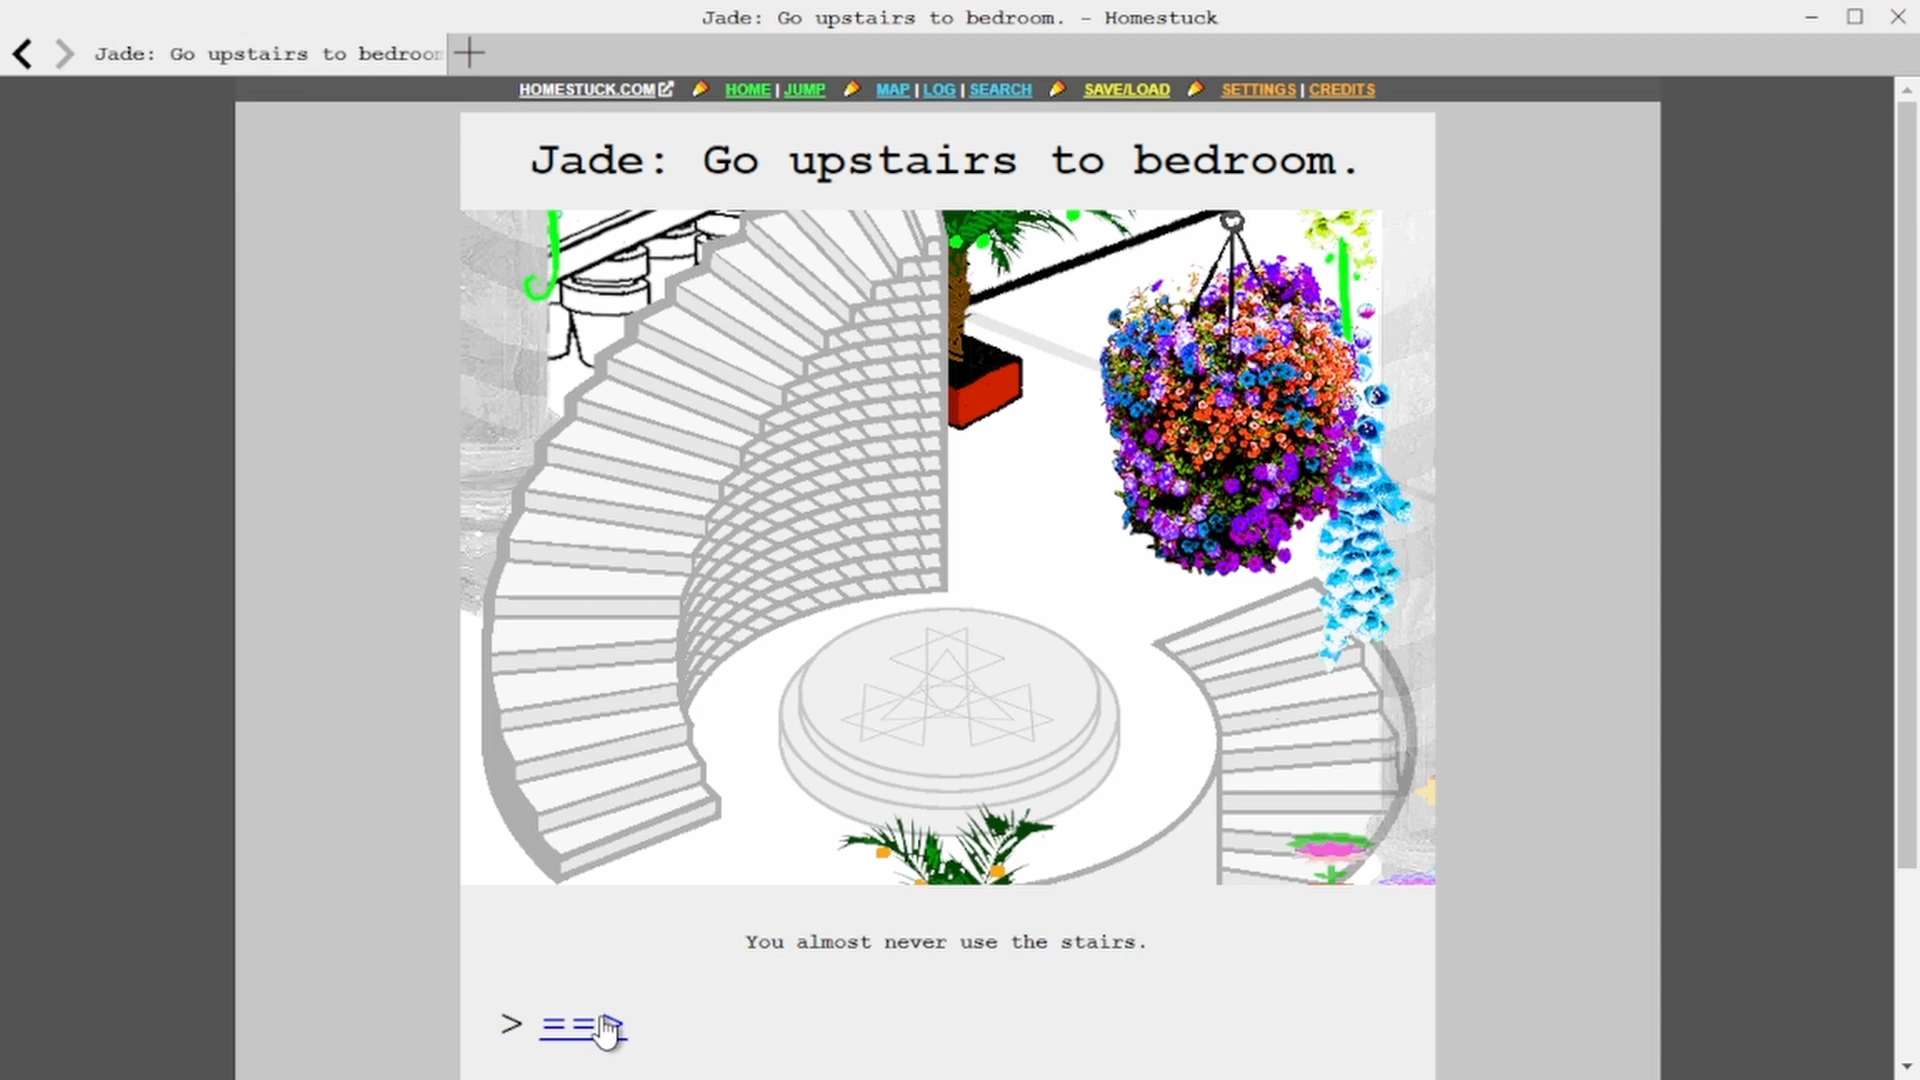 Jade: Go upstairs to bedroom. - Homestuck
Jade: Go upstairs to bedroom
HOMESTUCK.COM HOME | JUMP MAP | LOG | SEARCH SAVE/LOAD SETTINGS | CREDITS
Jade: Go upstairs to bedroom.
You almost never use the stairs.
> ==>